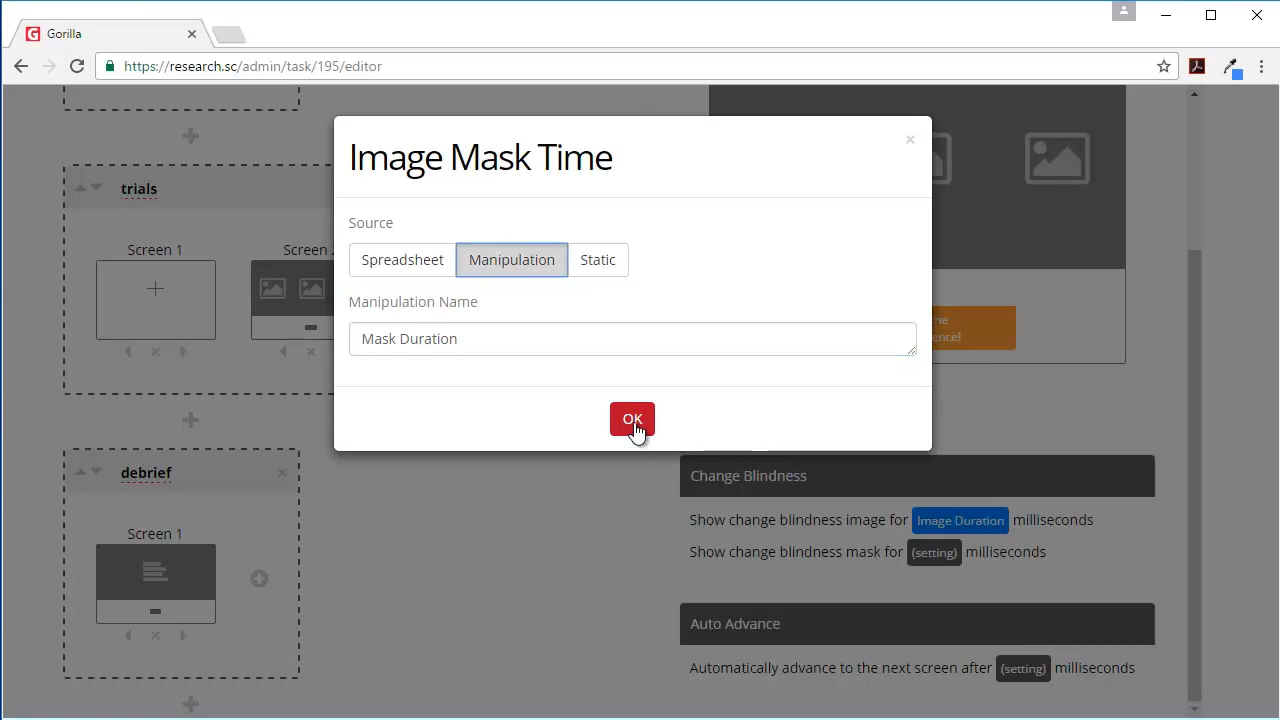 Gorilla
https://research.sc/admin/task/195/editor
Image Mask Time
Source
Spreadsheet Manipulation Static
Manipulation Name
Mask Duration
OK
trials
Screen 1
Screen
debrief
Screen 1
Change Blindness
Show change blindness image for Image Duration milliseconds
Show change blindness mask for (setting) milliseconds
Auto Advance
Automatically advance to the next screen after (setting) milliseconds